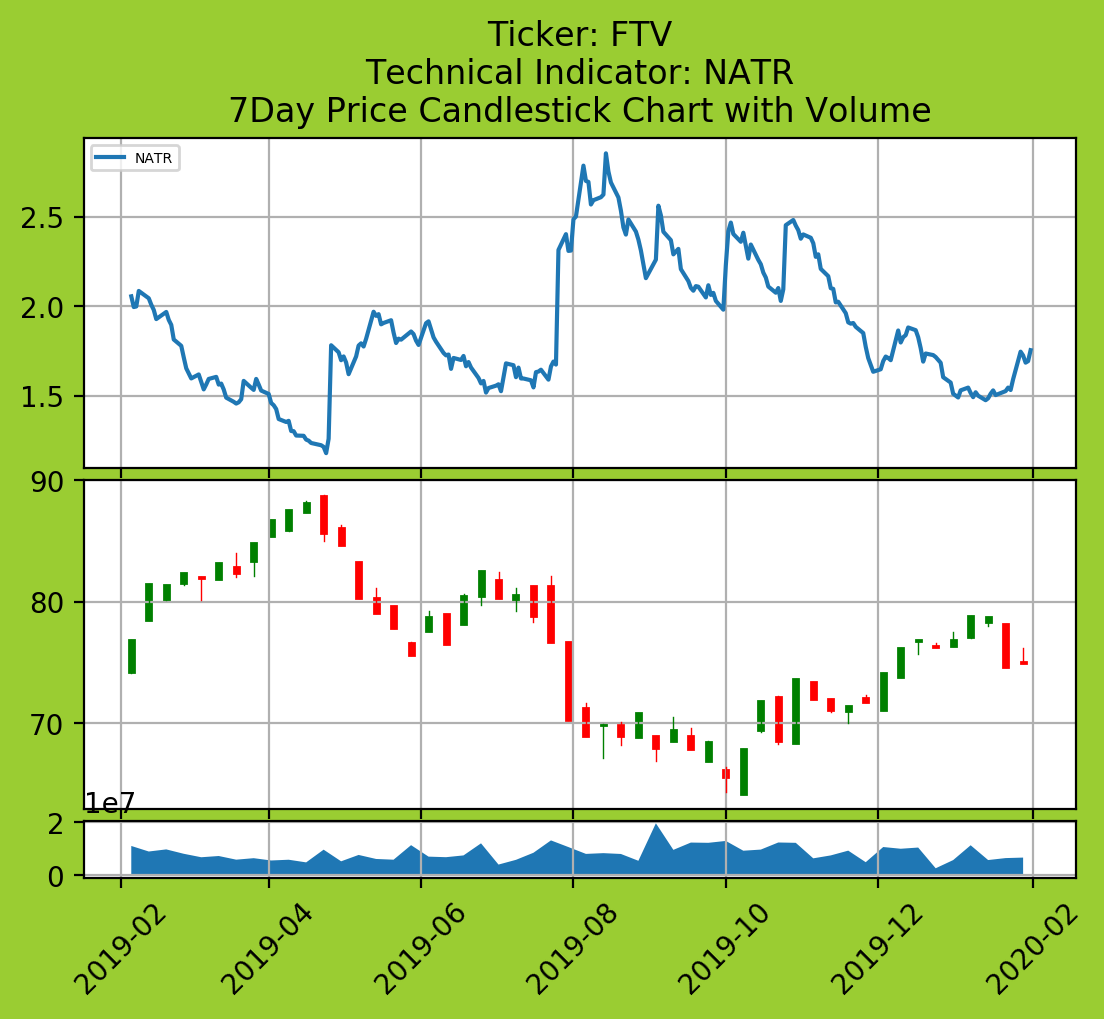 Ticker: FTV
Technical Indicator: NATR
7Day Price Candlestick Chart with Volume
NATR
2.5
2.0
1.5
90
80
70
1e7
2
0
2019-02 2019-04 2019-06 2019-08 2019-10 2019-12 2020-02